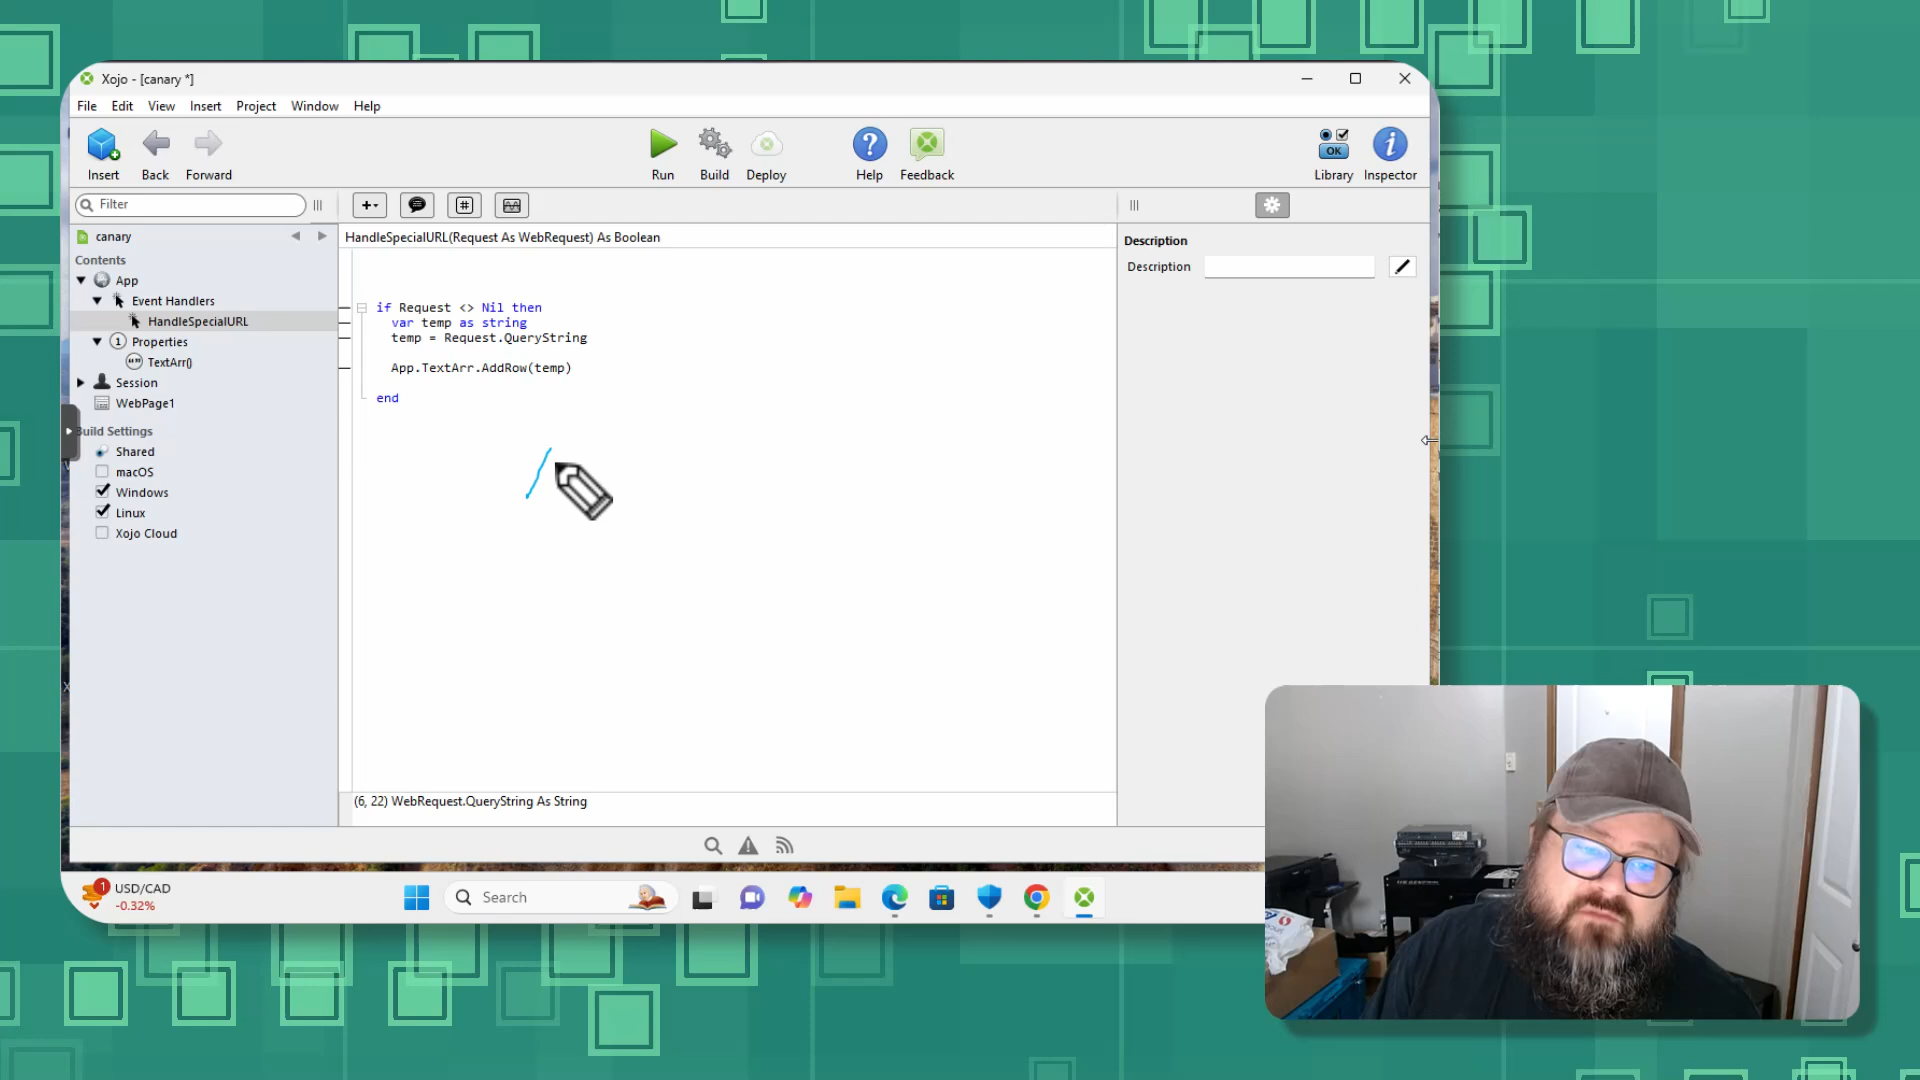 Xojo - [canary *]
File Edit View Insert Project Window Help
Insert Back Forward Run Build Deploy Help Feedback OK Library Inspector
Filter
canary
HandleSpecialURL(Request As WebRequest) As Boolean
Description
Description
Contents
App
Event Handlers
HandleSpecialURL
1 Properties
TextArr()
Session
WebPage1
Build Settings
Shared
macOS
Windows
Linux
Xojo Cloud
if Request <> Nil then
var temp as string
temp = Request.QueryString
App.TextArr.AddRow(temp)
end
(6, 22) WebRequest.QueryString As String
1
USD/CAD
-0.32%
Search